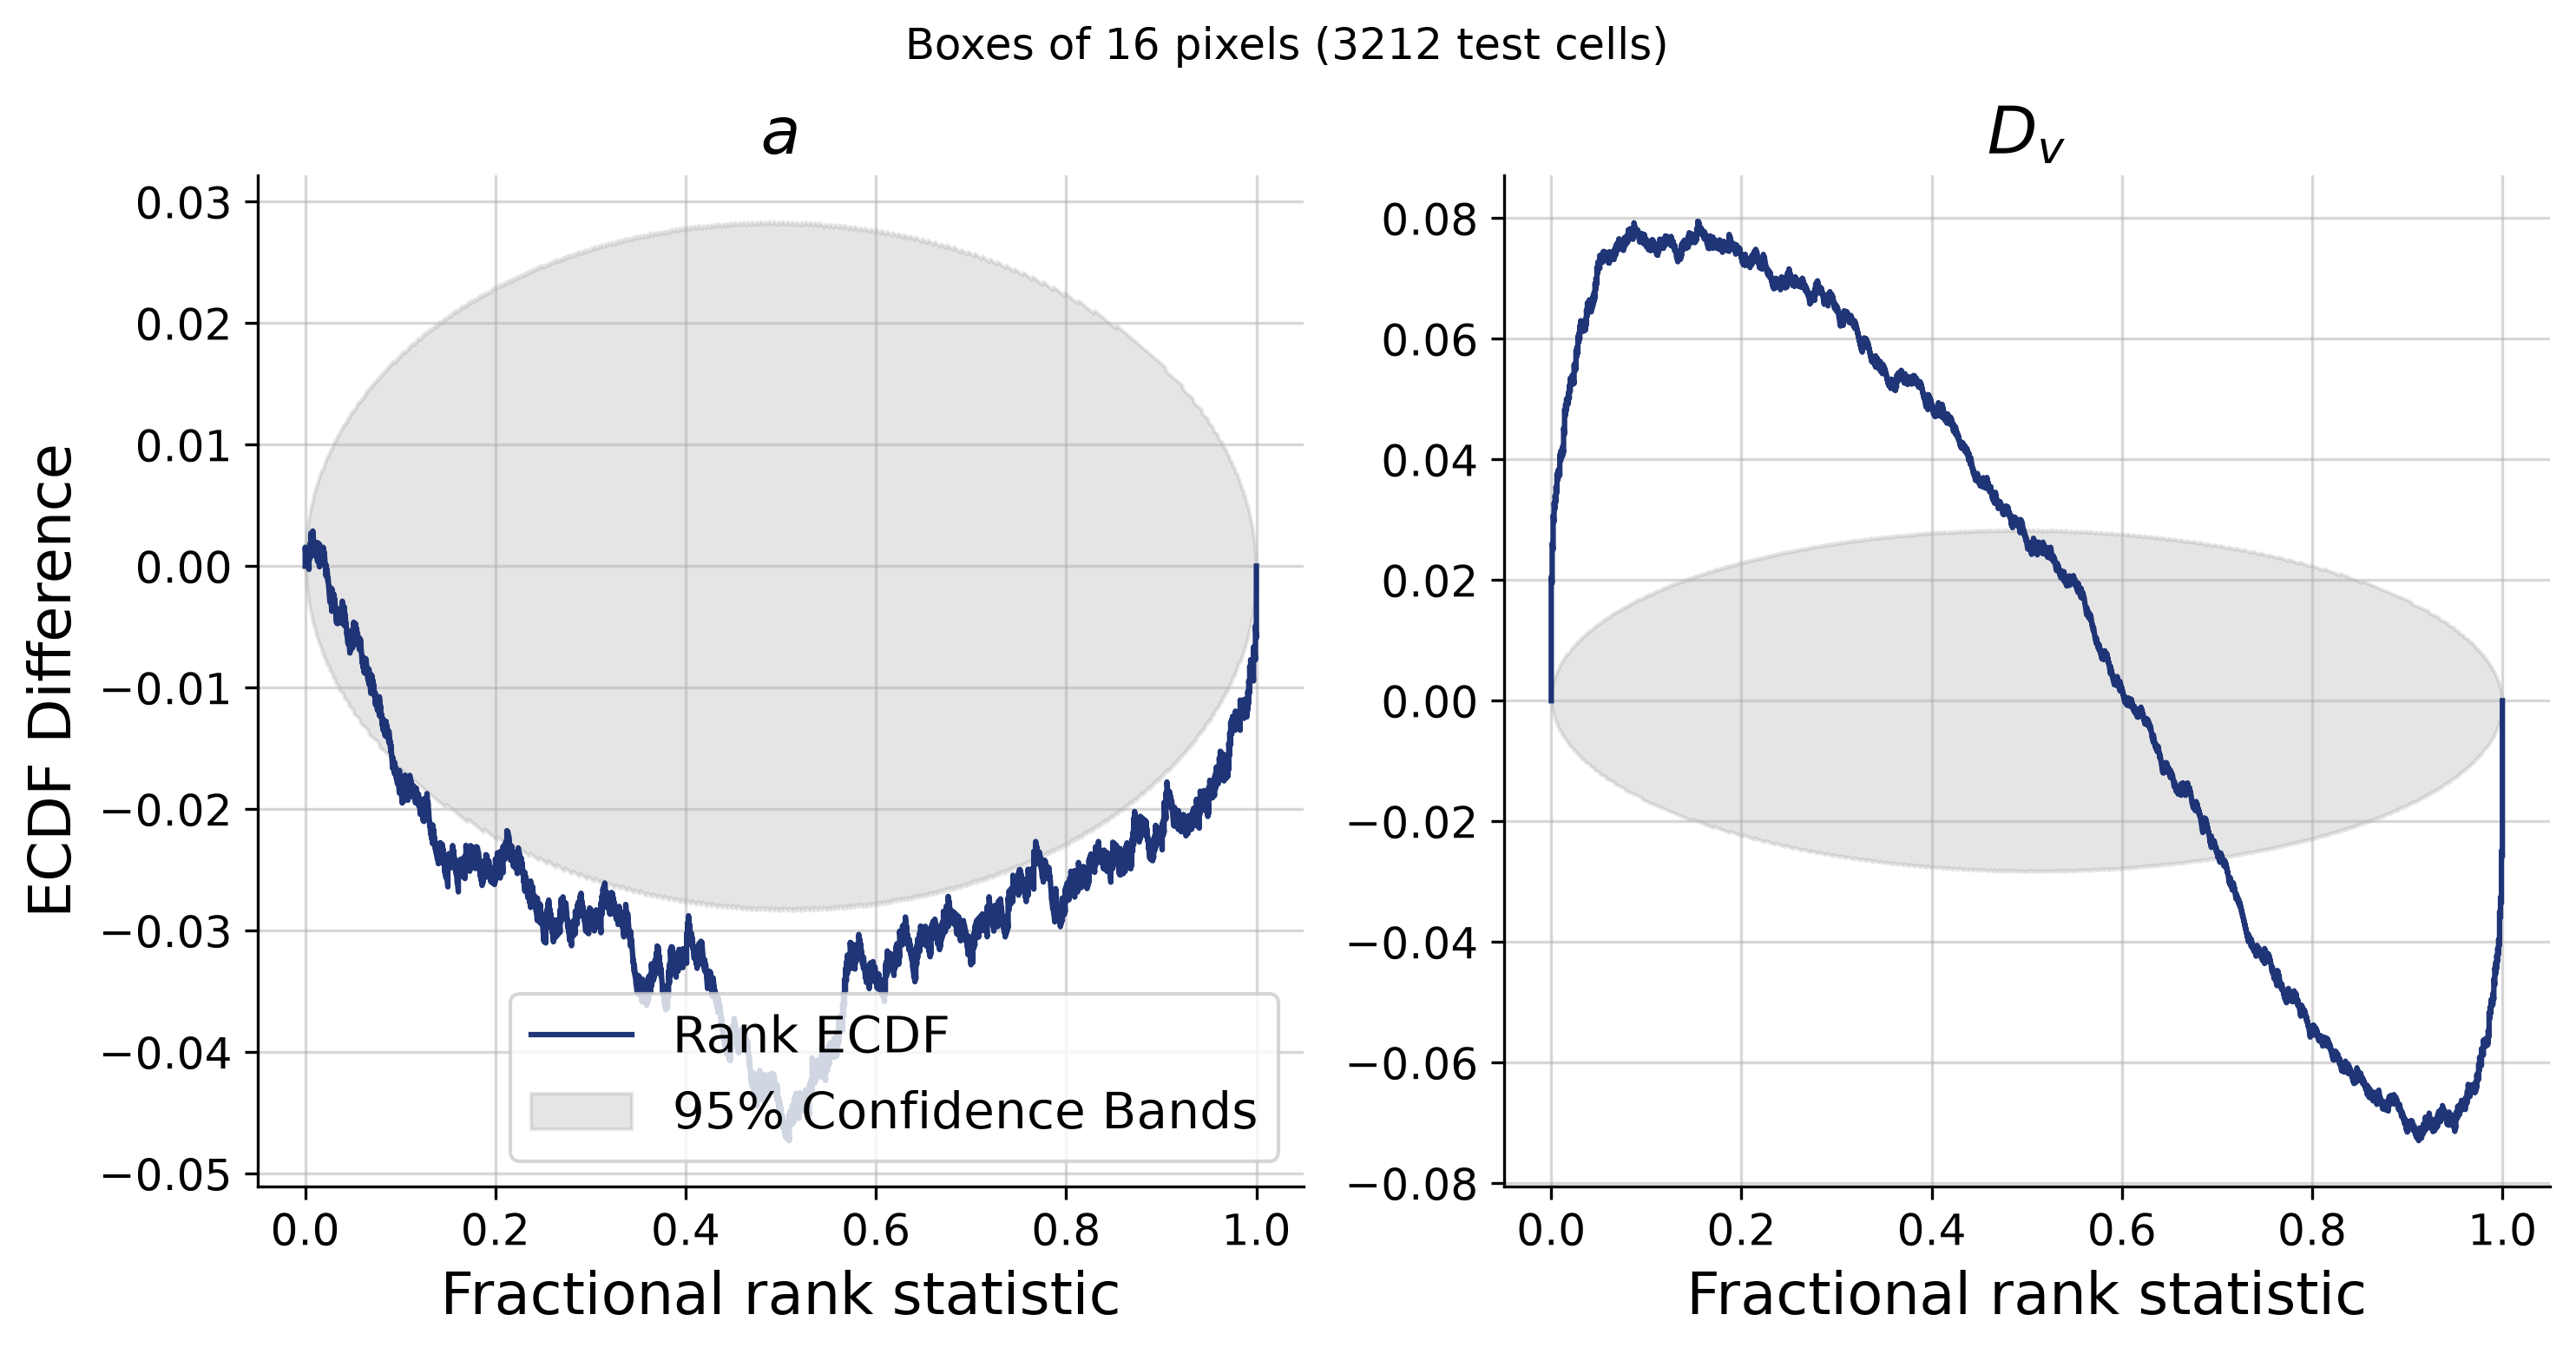 Boxes of 16 pixels (3212 test cells)
a
ECDF Difference
0.03
0.02
0.01
0.00
−0.01
−0.02
−0.03
−0.04
−0.05
Rank ECDF
95% Confidence Bands
0.0 0.2 0.4 0.6 0.8 1.0
Fractional rank statistic
D_v
0.08
0.06
0.04
0.02
0.00
−0.02
−0.04
−0.06
−0.08
0.0 0.2 0.4 0.6 0.8 1.0
Fractional rank statistic